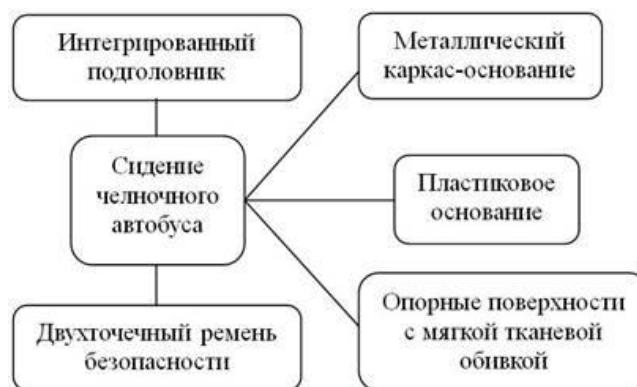 Интегрированный
подголовник
Металлический
каркас-основание
Сидение
челночного
автобуса
Пластиковое
основание
Двухточечный ремень
безопасности
Опорные поверхности
с мягкой тканевой
обивкой